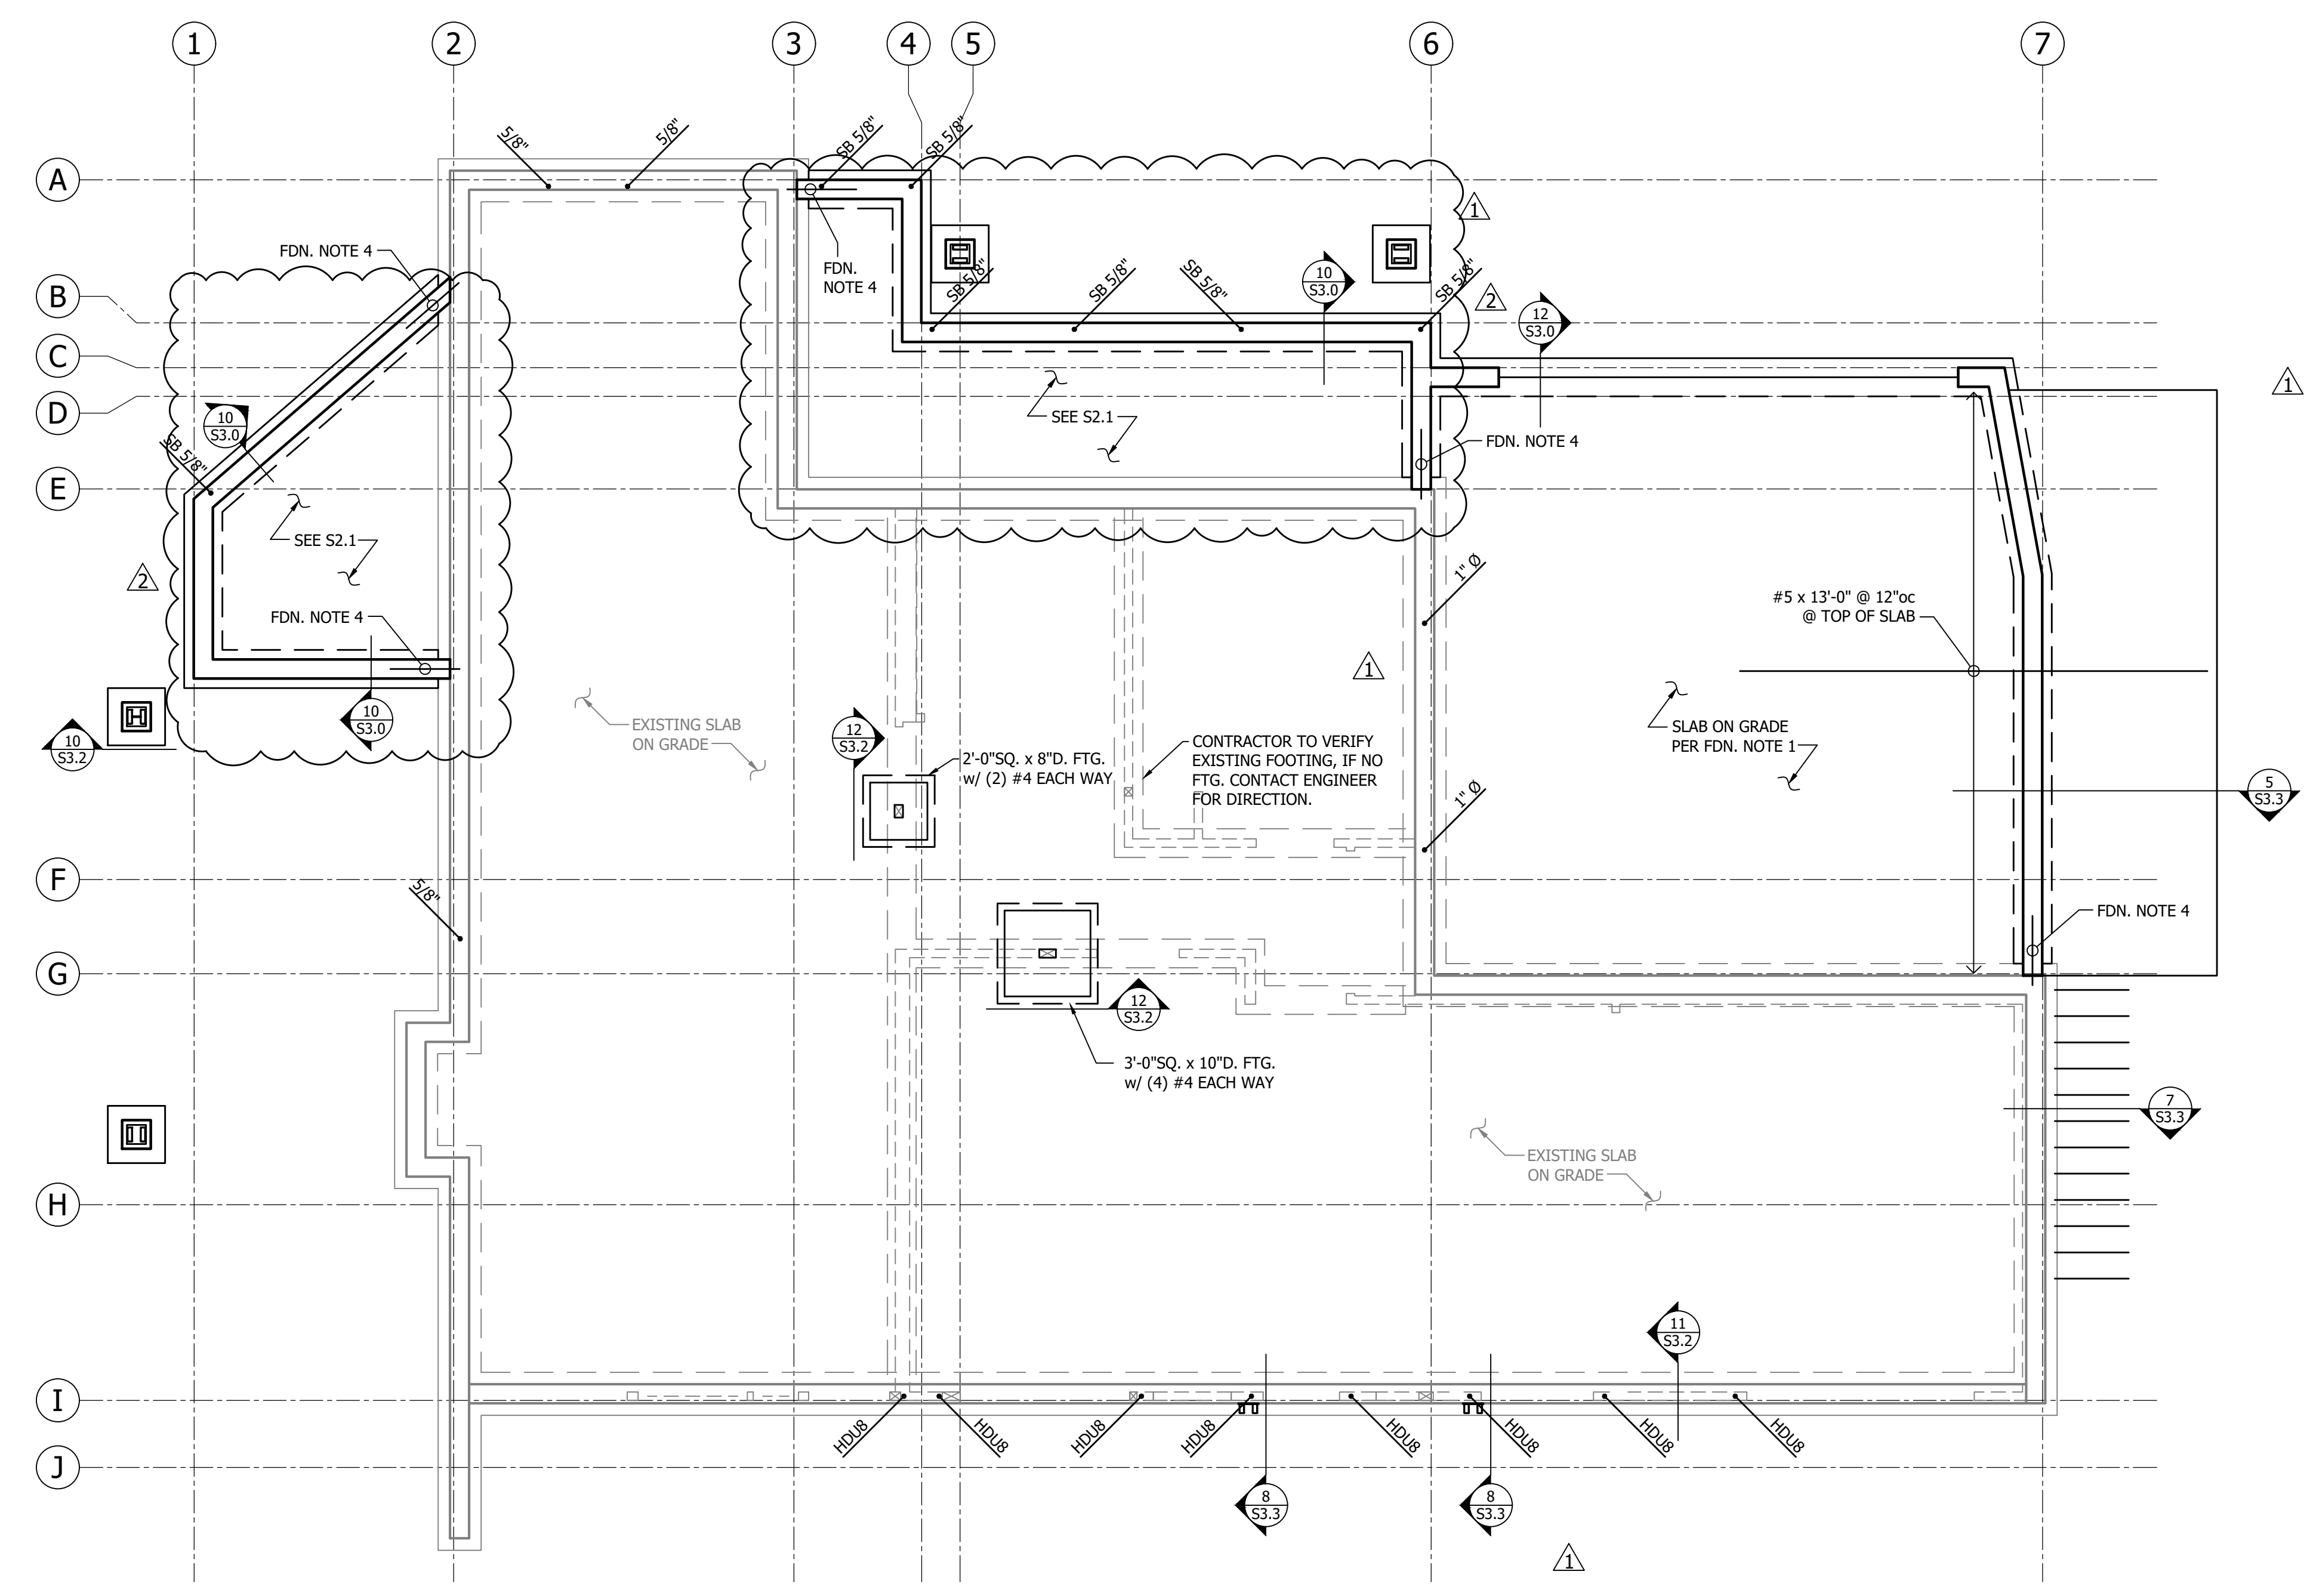 1
2
3
4
5
6
7
A
B
C
D
E
F
G
H
I
J
5/8"
5/8"
SB 5/8"
SB 5/8"
1
FDN. NOTE 4
FDN.
NOTE 4
SB 5/8"
SB 5/8"
SB 5/8"
10
S3.0
SB 5/8"
2
12
S3.0
1
10
S3.0
SB 5/8"
SEE S2.1
FDN. NOTE 4
SEE S2.1
2
FDN. NOTE 4
1" Ø
#5 x 13'-0" @ 12"oc
@ TOP OF SLAB
1
10
S3.0
10
S3.2
EXISTING SLAB
ON GRADE
12
S3.2
2'-0"SQ. x 8"D. FTG.
w/ (2) #4 EACH WAY
CONTRACTOR TO VERIFY
EXISTING FOOTING, IF NO
FTG. CONTACT ENGINEER
FOR DIRECTION.
1" Ø
SLAB ON GRADE
PER FDN. NOTE 1
5
S3.3
5/8"
FDN. NOTE 4
12
S3.2
3'-0"SQ. x 10"D. FTG.
w/ (4) #4 EACH WAY
7
S3.3
EXISTING SLAB
ON GRADE
11
S3.2
HDU8
HDU8
HDU8
HDU8
HDU8
HDU8
HDU8
HDU8
8
S3.3
8
S3.3
1